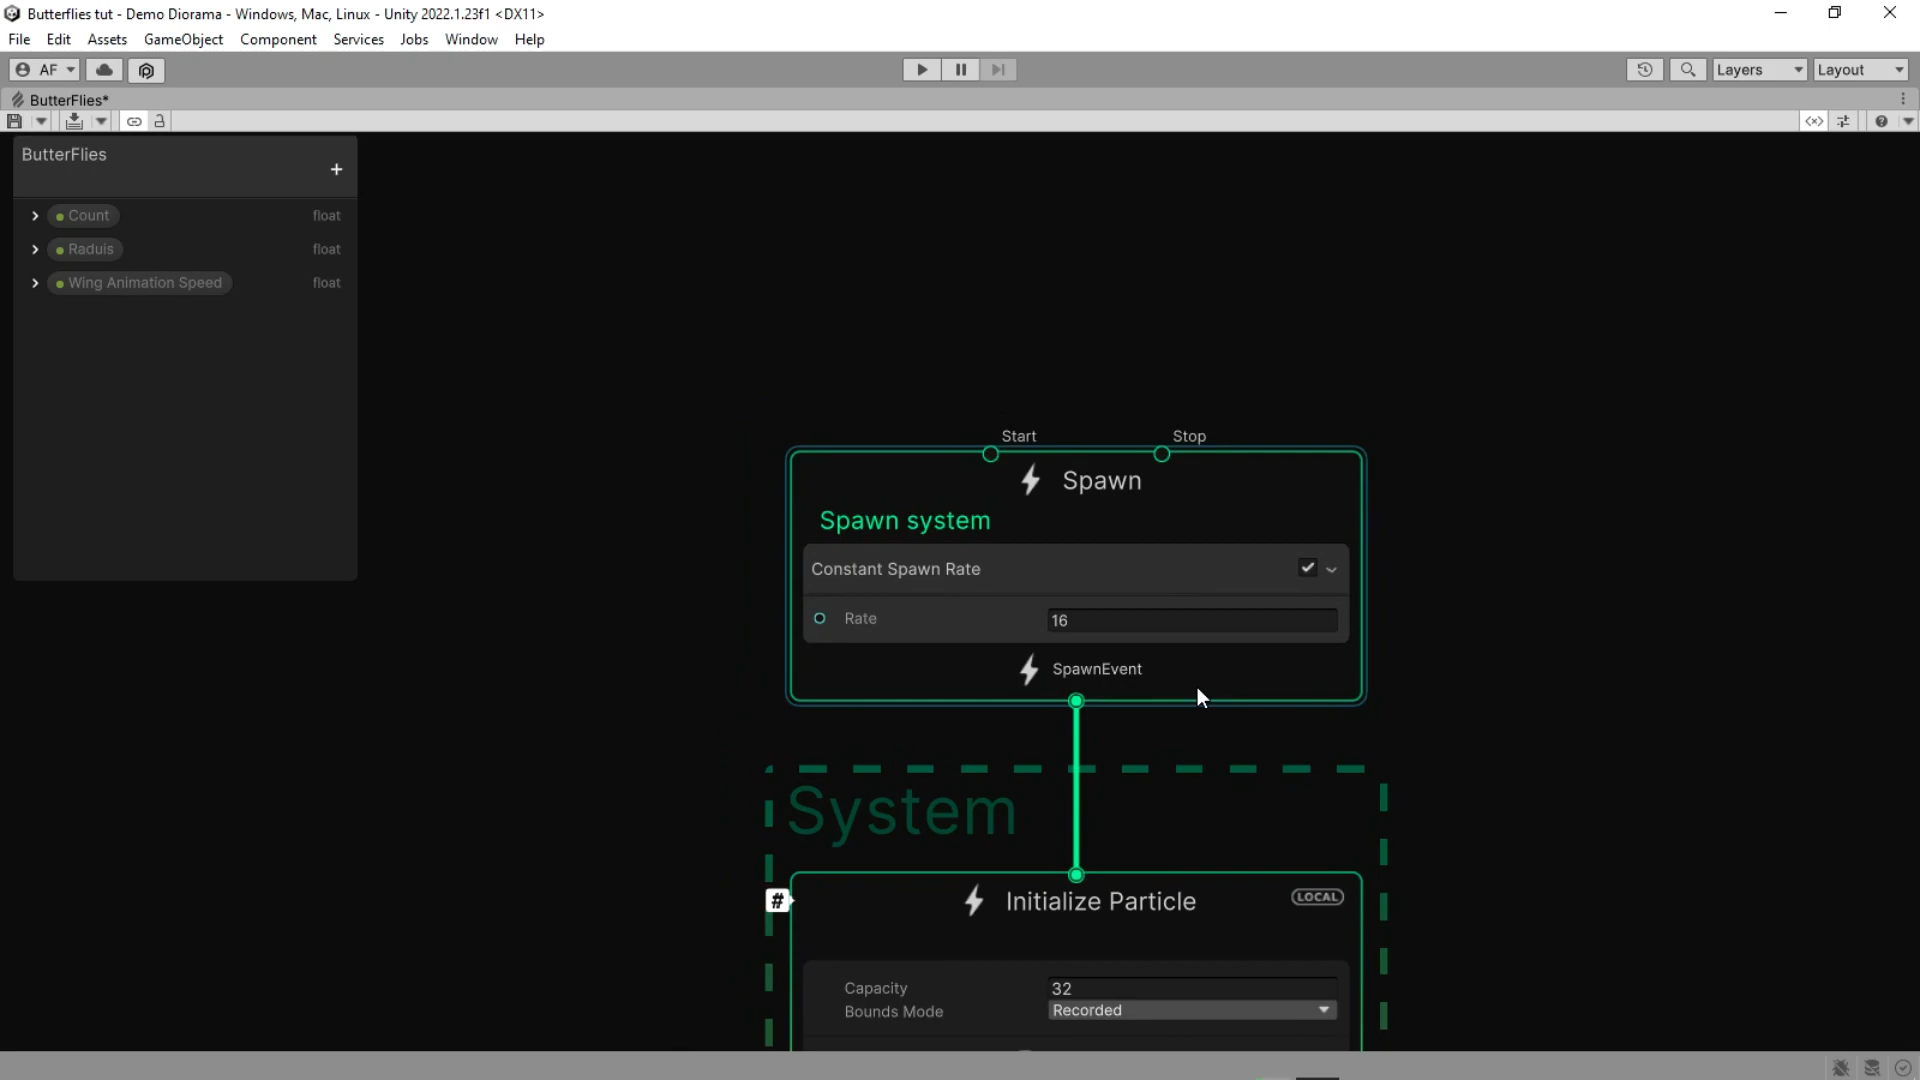 Butterflies tut - Demo Diorama - Windows, Mac, Linux - Unity 2022.1.23f1 <DX11>
File Edit Assets GameObject Component Services Jobs Window Help
AF
Layers
Layout
ButterFlies*
ButterFlies
+
Count float
Raduis float
Wing Animation Speed float
Start Stop
Spawn
Spawn system
Constant Spawn Rate
Rate 16
SpawnEvent
System
# Initialize Particle LOCAL
Capacity 32
Bounds Mode Recorded